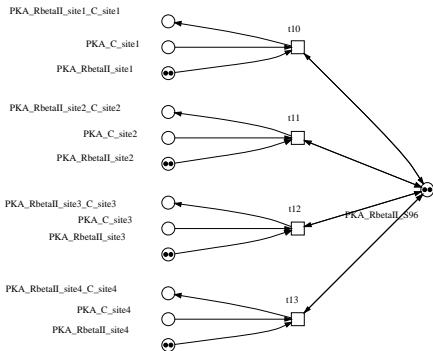 PKA_RbetaII_site1_C_site1
t10
PKA_C_site1
PKA_RbetaII_site1
PKA_RbetaII_site2_C_site2
t11
PKA_C_site2
PKA_RbetaII_site2
PKA_RbetaII_site3_C_site3
t12
PKA_C_site3
PKA_RbetaII_S96
PKA_RbetaII_site3
PKA_RbetaII_site4_C_site4
t13
PKA_C_site4
PKA_RbetaII_site4